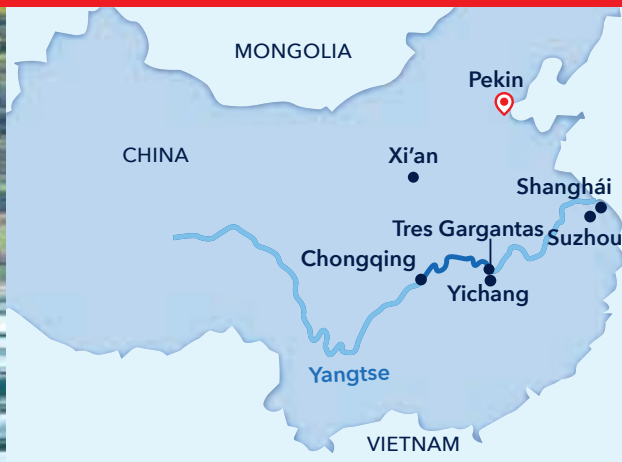 MONGOLIA
Pekin
CHINA
Xi’an
Shanghái
Tres Gargantas
Suzhou
Chongqing
Yichang
Yangtse
VIETNAM